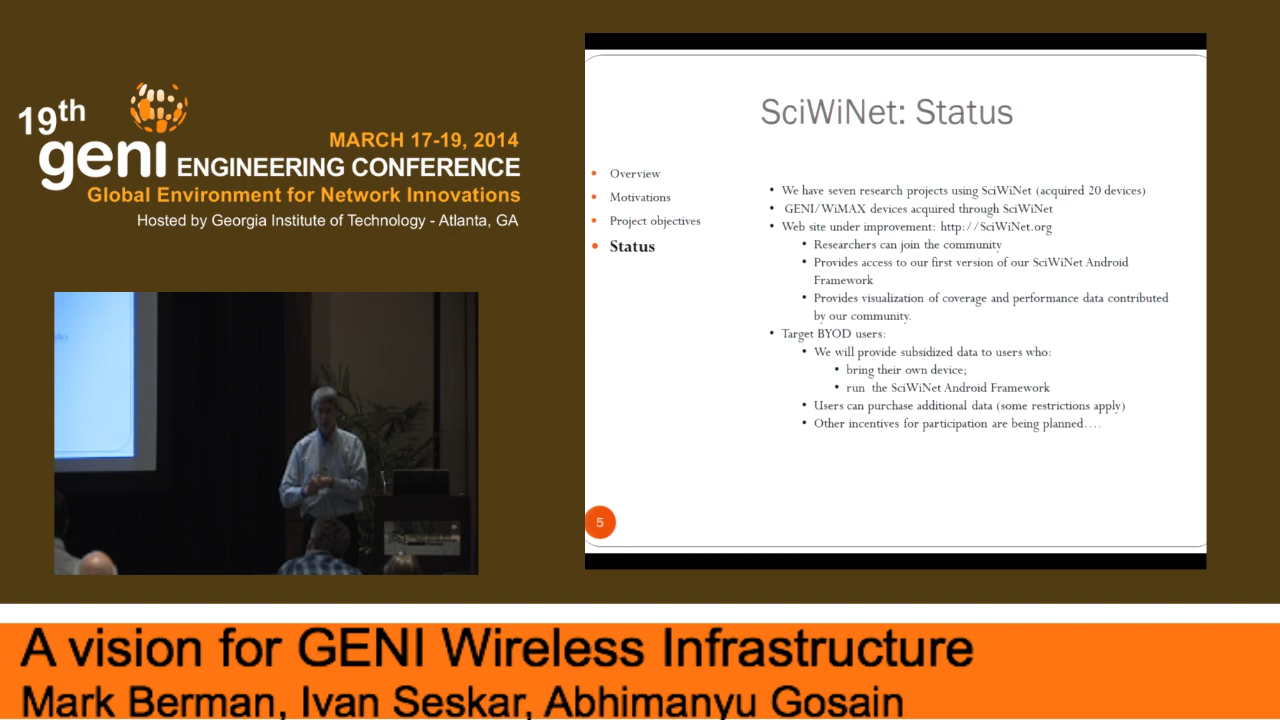 19th
geni ENGINEERING CONFERENCE
MARCH 17-19, 2014
Global Environment for Network Innovations
Hosted by Georgia Institute of Technology - Atlanta, GA
SciWiNet: Status
• Overview
• Motivations
• Project objectives
• Status
• We have seven research projects using SciWiNet (acquired 20 devices)
• GENI/WiMAX devices acquired through SciWiNet
• Web site under improvement: http://SciWiNet.org
• Researchers can join the community
• Provides access to our first version of our SciWiNet Android
Framework
• Provides visualization of coverage and performance data contributed
by our community.
• Target BYOD users:
• We will provide subsidized data to users who:
• bring their own device;
• run the SciWiNet Android Framework
• Users can purchase additional data (some restrictions apply)
• Other incentives for participation are being planned….
5
A vision for GENI Wireless Infrastructure
Mark Berman, Ivan Seskar, Abhimanyu Gosain